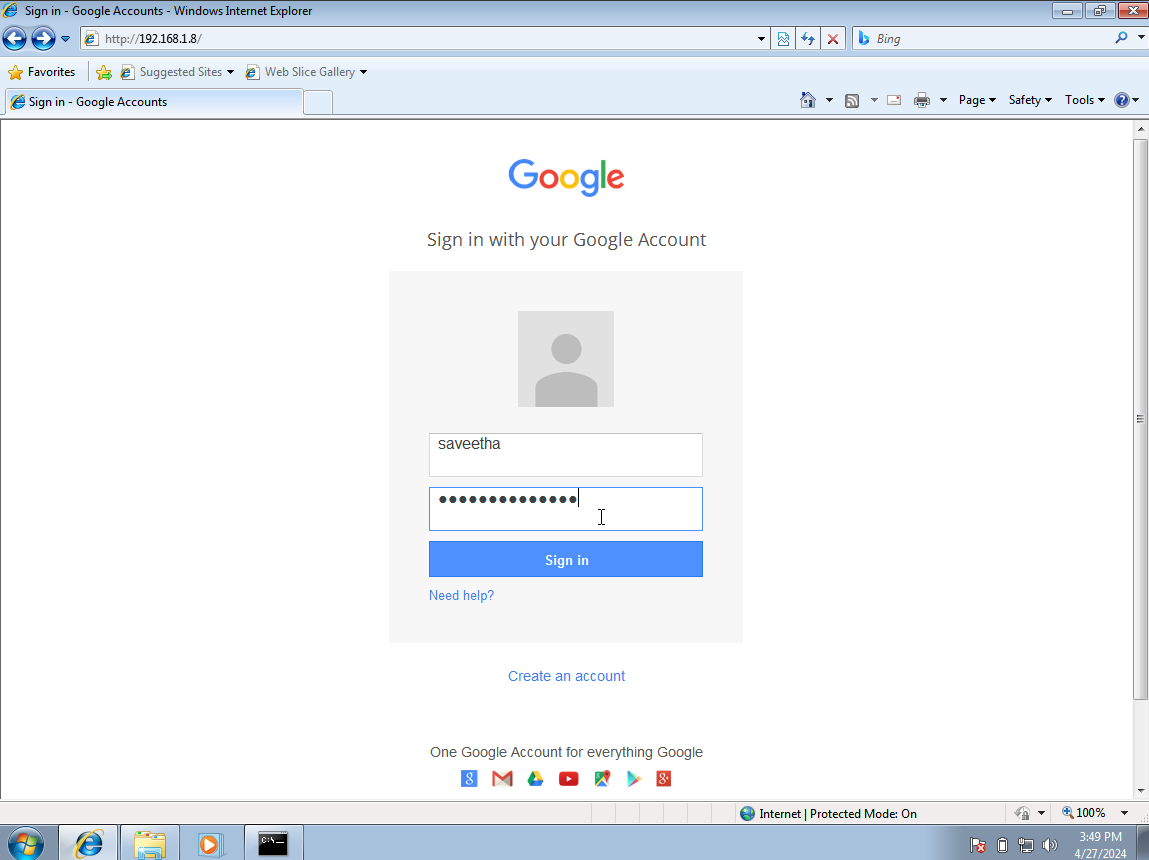 Sign in - Google Accounts - Windows Internet Explorer
http://192.168.1.8/
Bing
Favorites
Suggested Sites
Web Slice Gallery
Sign in - Google Accounts
Page
Safety
Tools
Google
Sign in with your Google Account
saveetha
●●●●●●●●●●●●●●
Sign in
Need help?
Create an account
One Google Account for everything Google
Internet | Protected Mode: On
100%
C:\.
3:49 PM
4/27/2024